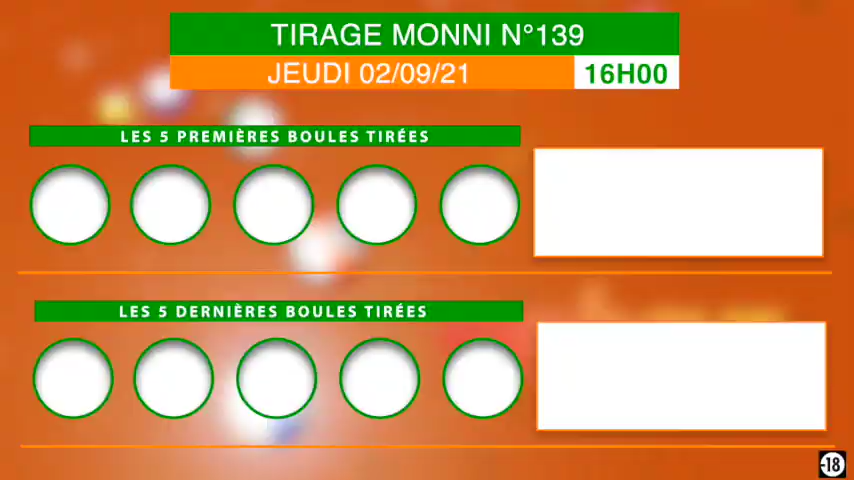 TIRAGE MONNI N°139
JEUDI 02/09/21
16H00
LES 5 PREMIÈRES BOULES TIRÉES
LES 5 DERNIÈRES BOULES TIRÉES
-18